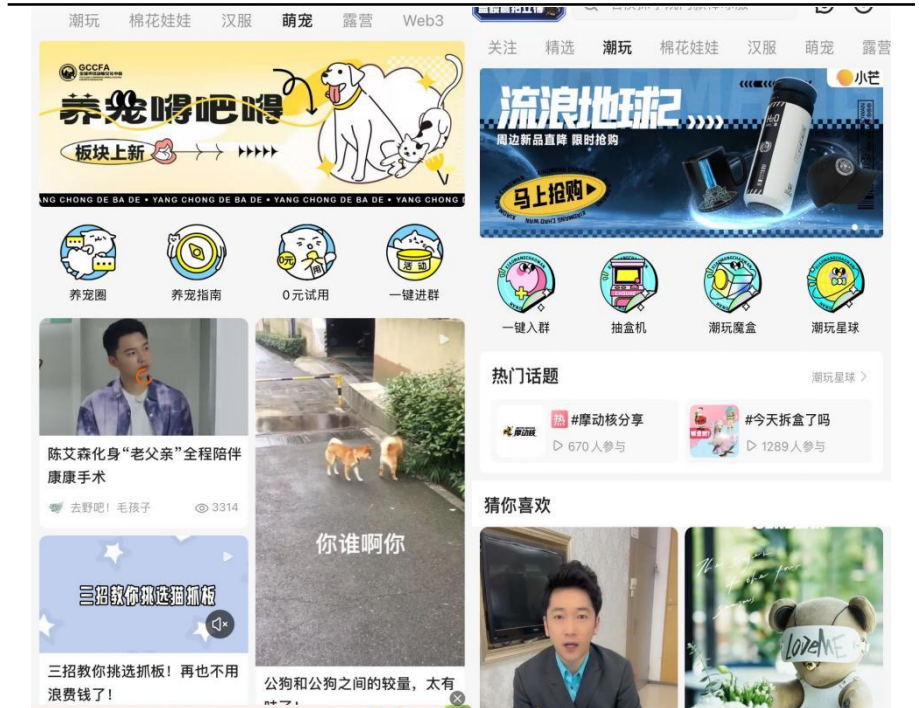 潮玩 棉花娃娃 汉服 萌宠 露营 Web3
GCCFA
养宠嘚吧嘚
板块上新
NG CHONG DE BA DE • YANG CHONG DE BA DE • YANG CHONG DE BA DE • YANG CHONG
养宠圈 养宠指南 0元试用 一键进群
0元
活动
陈艾森化身“老父亲”全程陪伴
康康手术
去野吧！毛孩子 3314
你谁啊你
三招教你挑选猫抓板
三招教你挑选抓板！再也不用
浪费钱了！
公狗和公狗之间的较量，太有
关注 精选 潮玩 棉花娃娃 汉服 萌宠 露营
小芒
流浪地球2
周边新品直降 限时抢购
马上抢购
H2O
一键入群 抽盒机 潮玩魔盒 潮玩星球
热门话题 潮玩星球
热 #摩动核分享
670人参与
摩动核
#今天拆盒了吗
1289人参与
猜你喜欢
LOVEME